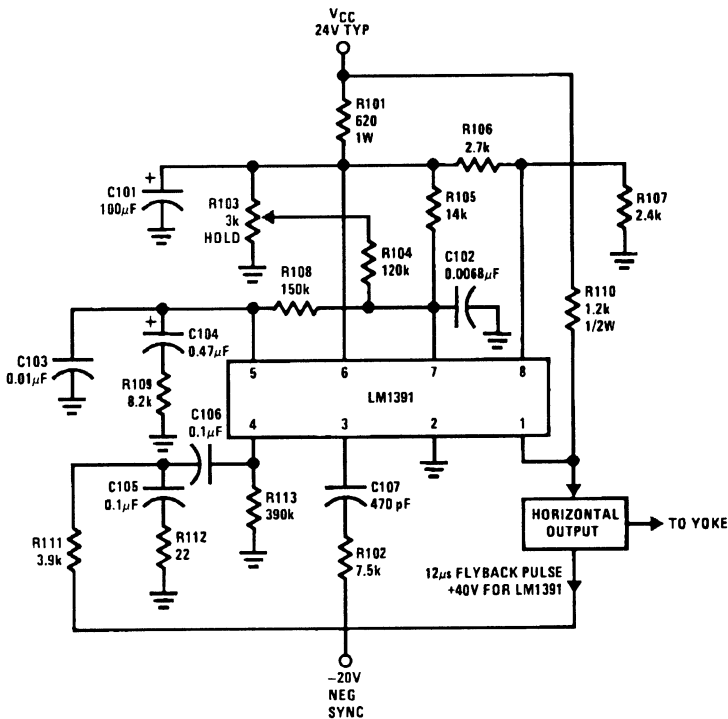 VCC
24V TYP
R101
620
1W
R106
2.7k
+
C101
100µF
R103
3k
HOLD
R105
14k
R107
2.4k
R104
120k
C102
0.0068µF
R108
150k
R110
1.2k
1/2W
+
C104
0.47µF
C103
0.01µF
R109
8.2k
5 6 7 8
LM1391
4 3 2 1
C106
0.1µF
C105
0.1µF
R113
390k
C107
470 pF
HORIZONTAL
OUTPUT
TO YOKE
R111
3.9k
R112
22
R102
7.5k
12µs FLYBACK PULSE
+40V FOR LM1391
−20V
NEG
SYNC